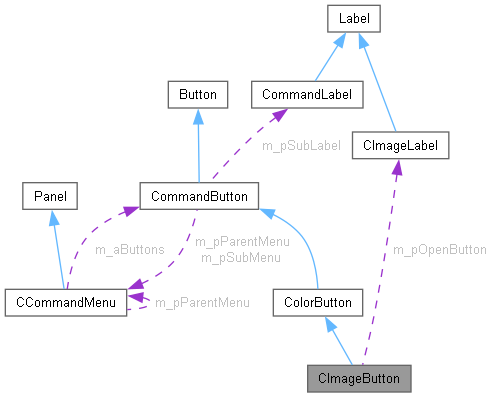 Label
Button
CommandLabel
m_pSubLabel
CImageLabel
Panel
CommandButton
m_aButtons
m_pParentMenu
m_pSubMenu
m_pOpenButton
CCommandMenu
m_pParentMenu
ColorButton
CImageButton